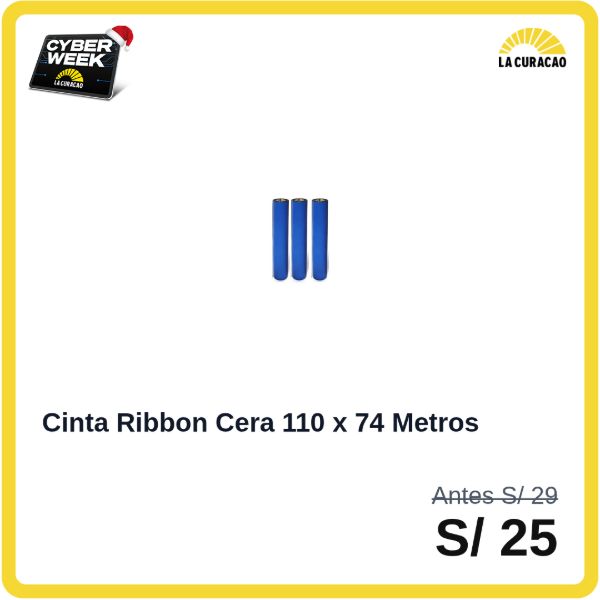 CYBER
WEEK
LA CURACAO
LA CURACAO
Cinta Ribbon Cera 110 x 74 Metros
Antes S/ 29
S/ 25